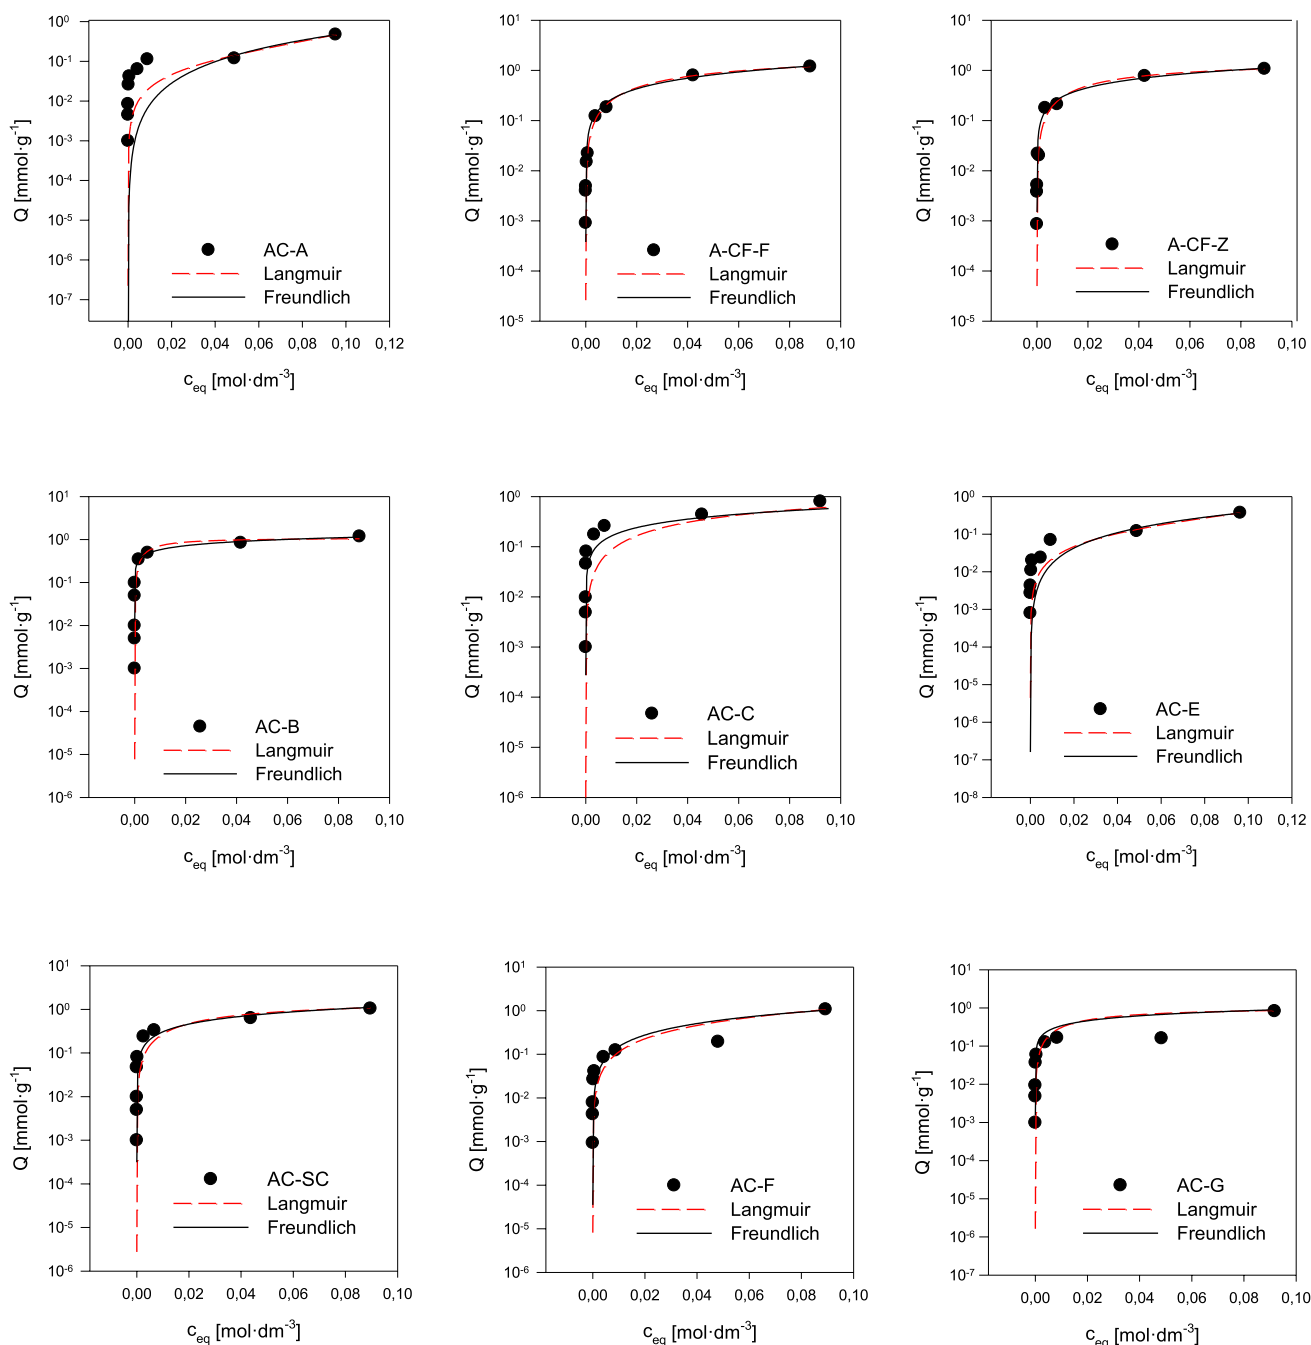 10⁰
10⁻¹
10⁻²
10⁻³
10⁻⁴
10⁻⁵
10⁻⁶
10⁻⁷
Q [mmol·g⁻¹]
AC-A
Langmuir
Freundlich
0,00 0,02 0,04 0,06 0,08 0,10 0,12
c_eq [mol·dm⁻³]
10¹
10⁰
10⁻¹
10⁻²
10⁻³
10⁻⁴
10⁻⁵
Q [mmol·g⁻¹]
A-CF-F
Langmuir
Freundlich
0,00 0,02 0,04 0,06 0,08 0,10
c_eq [mol·dm⁻³]
10¹
10⁰
10⁻¹
10⁻²
10⁻³
10⁻⁴
10⁻⁵
Q [mmol·g⁻¹]
A-CF-Z
Langmuir
Freundlich
0,00 0,02 0,04 0,06 0,08 0,10
c_eq [mol·dm⁻³]
10¹
10⁰
10⁻¹
10⁻²
10⁻³
10⁻⁴
10⁻⁵
10⁻⁶
Q [mmol·g⁻¹]
AC-B
Langmuir
Freundlich
0,00 0,02 0,04 0,06 0,08 0,10
c_eq [mol·dm⁻³]
10⁰
10⁻¹
10⁻²
10⁻³
10⁻⁴
10⁻⁵
10⁻⁶
Q [mmol·g⁻¹]
AC-C
Langmuir
Freundlich
0,00 0,02 0,04 0,06 0,08 0,10
c_eq [mol·dm⁻³]
10⁰
10⁻¹
10⁻²
10⁻³
10⁻⁴
10⁻⁵
10⁻⁶
10⁻⁷
10⁻⁸
Q [mmol·g⁻¹]
AC-E
Langmuir
Freundlich
0,00 0,02 0,04 0,06 0,08 0,10 0,12
c_eq [mol·dm⁻³]
10¹
10⁰
10⁻¹
10⁻²
10⁻³
10⁻⁴
10⁻⁵
10⁻⁶
Q [mmol·g⁻¹]
AC-SC
Langmuir
Freundlich
0,00 0,02 0,04 0,06 0,08 0,10
c_eq [mol·dm⁻³]
10¹
10⁰
10⁻¹
10⁻²
10⁻³
10⁻⁴
10⁻⁵
10⁻⁶
Q [mmol·g⁻¹]
AC-F
Langmuir
Freundlich
0,00 0,02 0,04 0,06 0,08 0,10
c_eq [mol·dm⁻³]
10¹
10⁰
10⁻¹
10⁻²
10⁻³
10⁻⁴
10⁻⁵
10⁻⁶
10⁻⁷
Q [mmol·g⁻¹]
AC-G
Langmuir
Freundlich
0,00 0,02 0,04 0,06 0,08 0,10
c_eq [mol·dm⁻³]